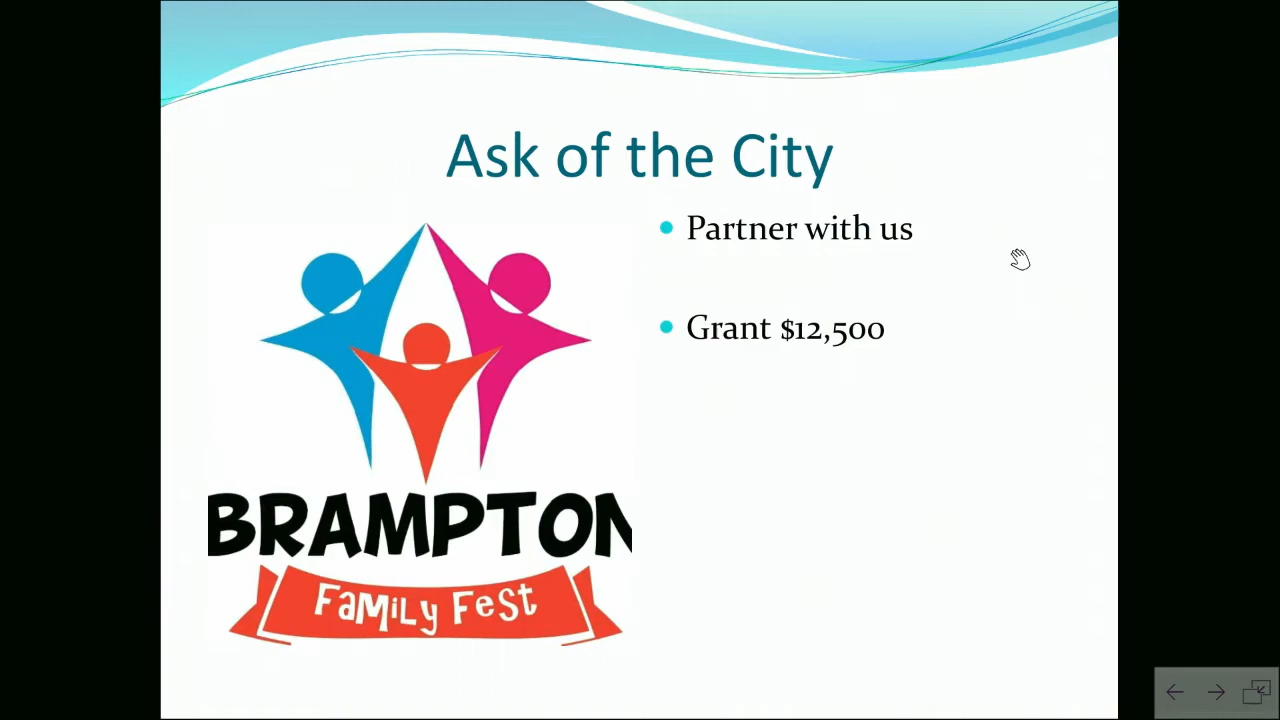 Ask of the City
Partner with us
Grant $12,500
BRAMPTON
FaMiLy FeSt